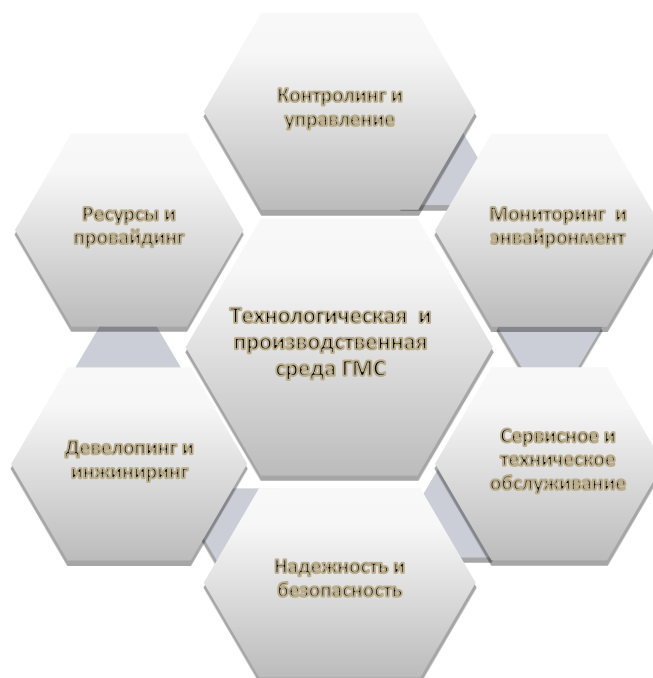 Контролинг и
управление
Ресурсы и
провайдинг
Мониторинг и
энвайронмент
Технологическая и
производственная
среда ГМС
Девелопинг и
инжиниринг
Сервисное и
техническое
обслуживание
Надежность и
безопасность